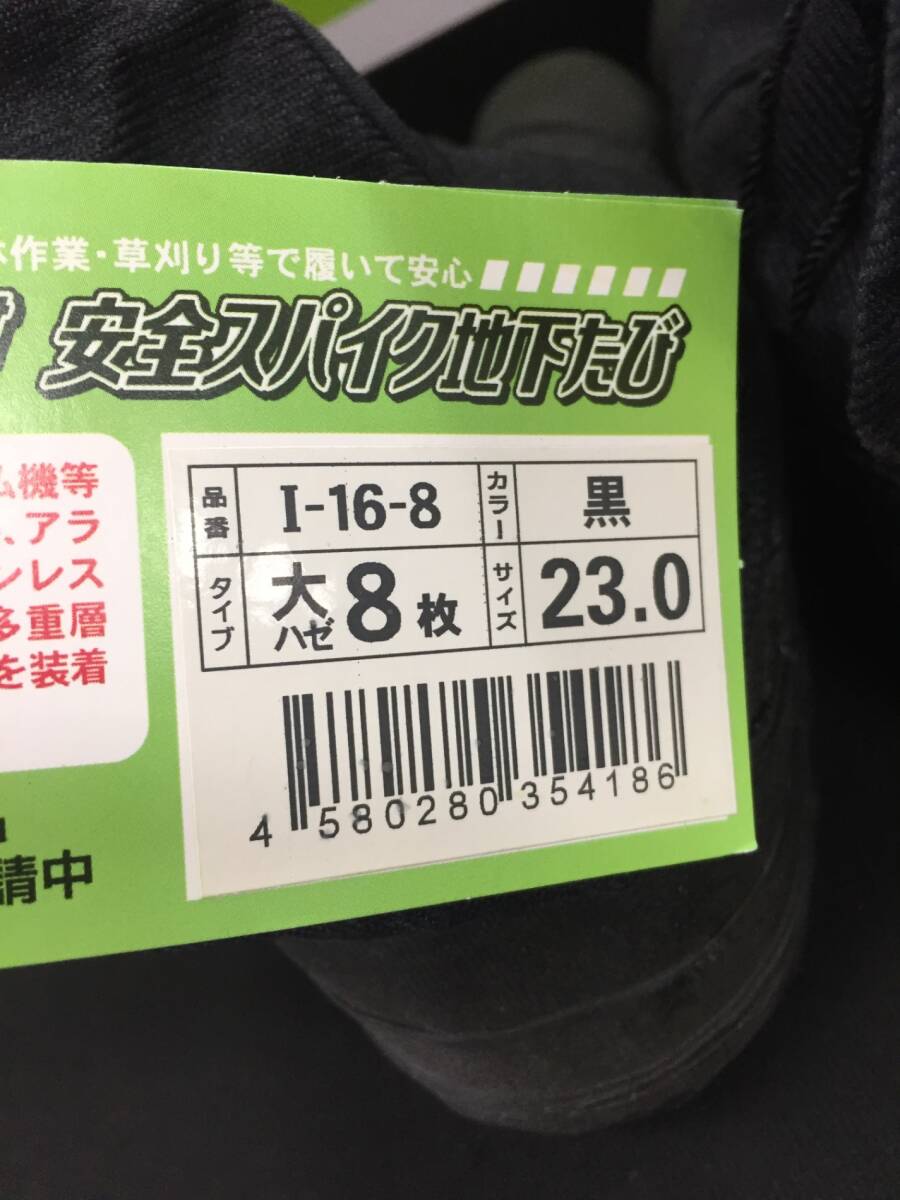 作業・草刈り等で履いて安心
安全スパイク地下たび
機等
、アラ
ンレス
多重層
を装着
品番 I-16-8 カラー 黒
タイプ 大ハゼ 8枚 サイズ 23.0
4 580280 354186
請中